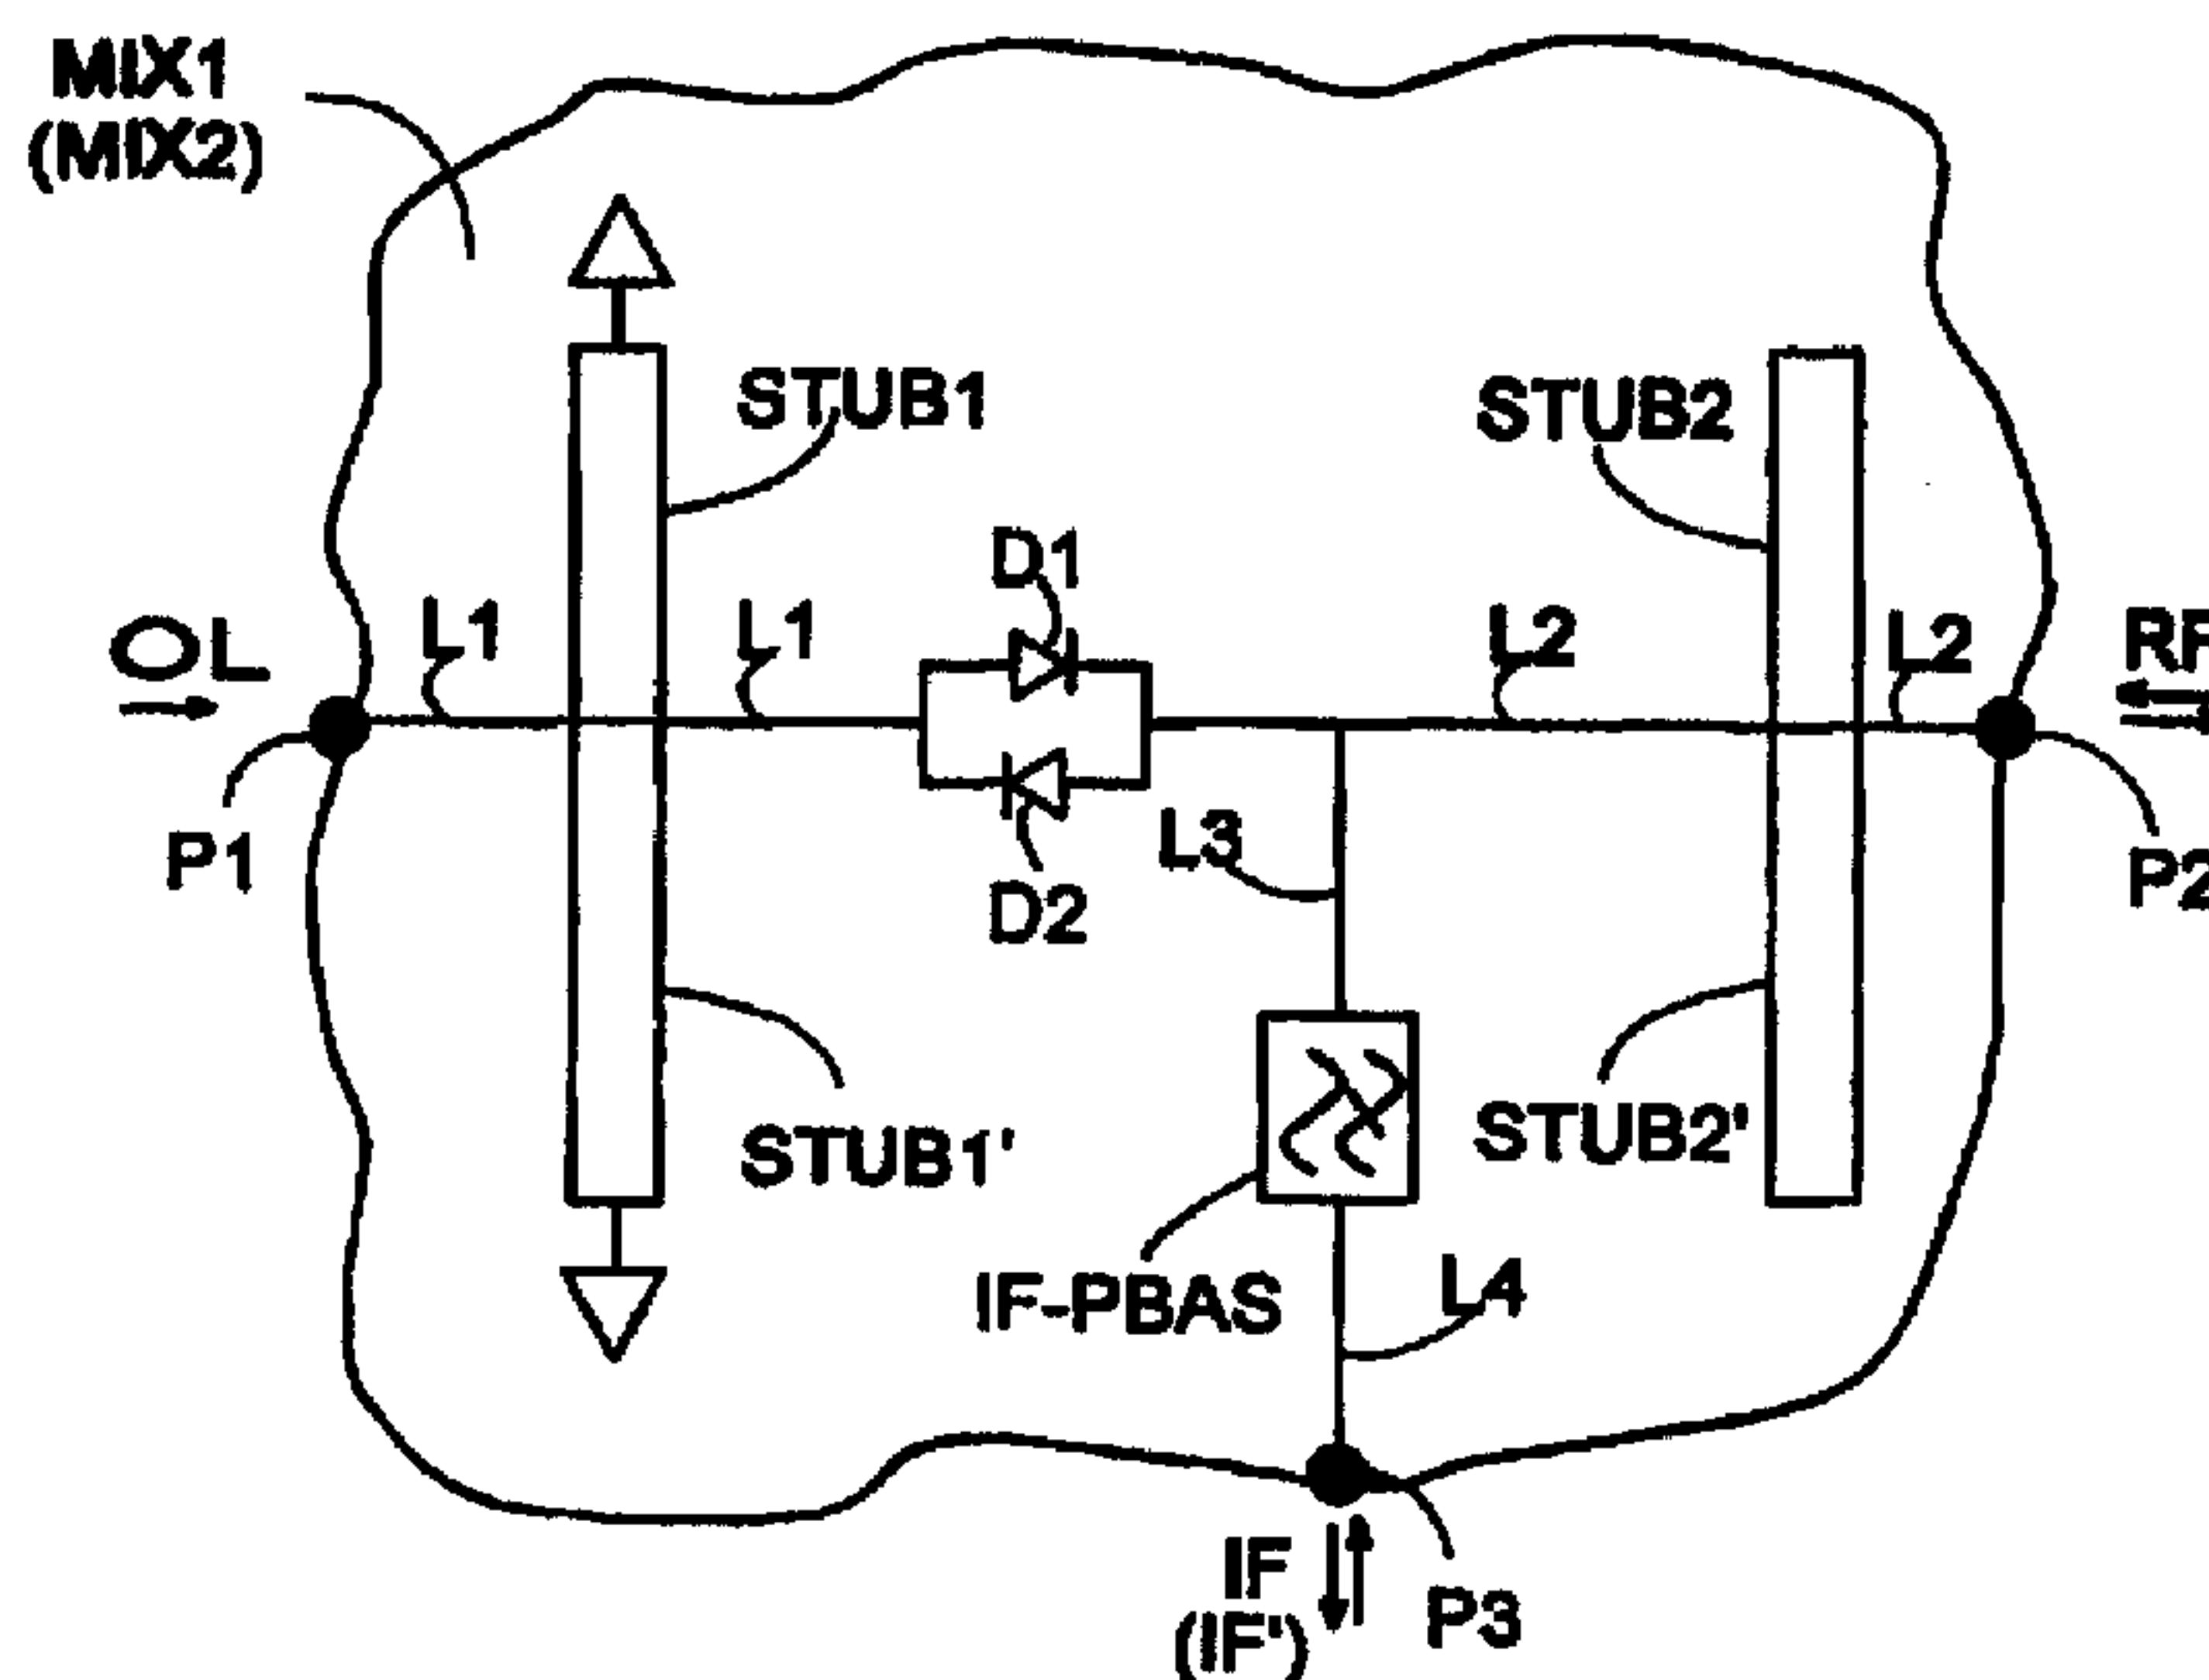 MIX1
(MIX2)
STUB1
STUB2
D1
OL
L1
L1
L2
L2
RF
P1
L3
P2
D2
STUB1'
STUB2'
IF-PBAS
L4
IF
(IF')
P3